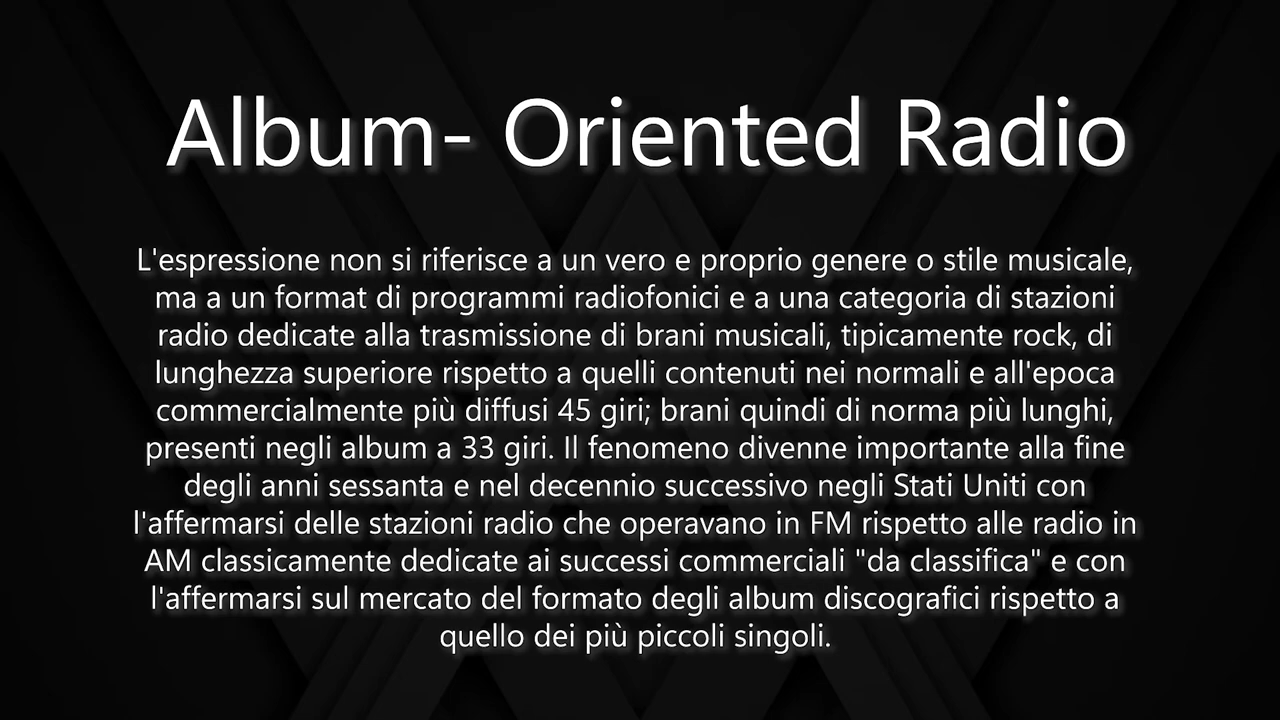 Album- Oriented Radio
L'espressione non si riferisce a un vero e proprio genere o stile musicale,
ma a un format di programmi radiofonici e a una categoria di stazioni
radio dedicate alla trasmissione di brani musicali, tipicamente rock, di
lunghezza superiore rispetto a quelli contenuti nei normali e all'epoca
commercialmente più diffusi 45 giri; brani quindi di norma più lunghi,
presenti negli album a 33 giri. Il fenomeno divenne importante alla fine
degli anni sessanta e nel decennio successivo negli Stati Uniti con
l'affermarsi delle stazioni radio che operavano in FM rispetto alle radio in
AM classicamente dedicate ai successi commerciali "da classifica" e con
l'affermarsi sul mercato del formato degli album discografici rispetto a
quello dei più piccoli singoli.